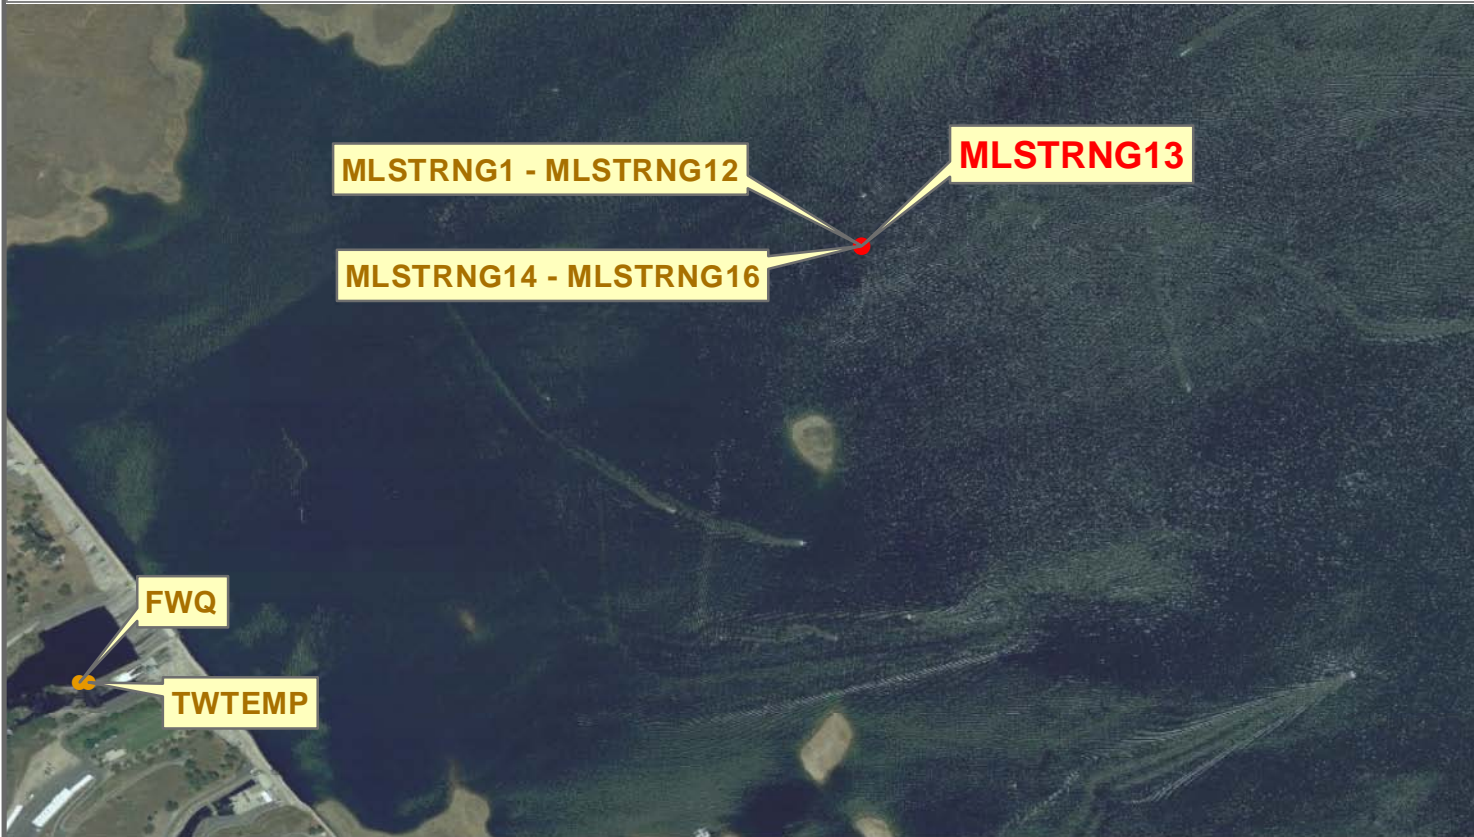 MLSTRNG13
MLSTRNG1 - MLSTRNG12
MLSTRNG14 - MLSTRNG16
FWQ
TWTEMP